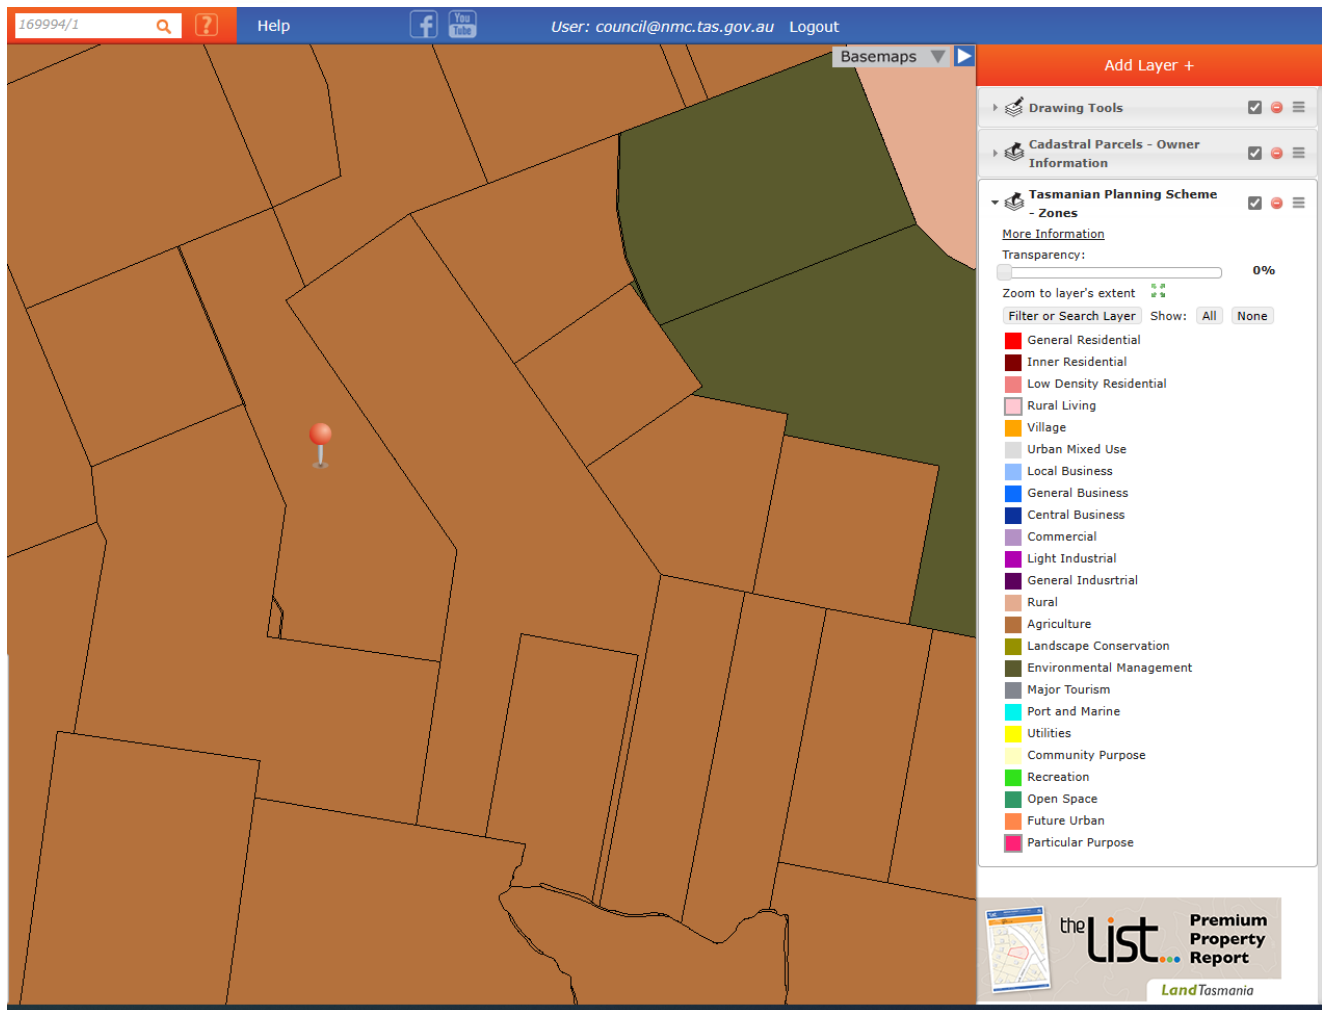 169994/1
?
Help
f
You
Tube
User: council@nmc.tas.gov.au Logout
Basemaps
Add Layer +
Drawing Tools
Cadastral Parcels - Owner
Information
Tasmanian Planning Scheme
- Zones
More Information
Transparency:
0%
Zoom to layer's extent
Filter or Search Layer Show: All None
General Residential
Inner Residential
Low Density Residential
Rural Living
Village
Urban Mixed Use
Local Business
General Business
Central Business
Commercial
Light Industrial
General Indusrtrial
Rural
Agriculture
Landscape Conservation
Environmental Management
Major Tourism
Port and Marine
Utilities
Community Purpose
Recreation
Open Space
Future Urban
Particular Purpose
the List...
Premium
Property
Report
LandTasmania